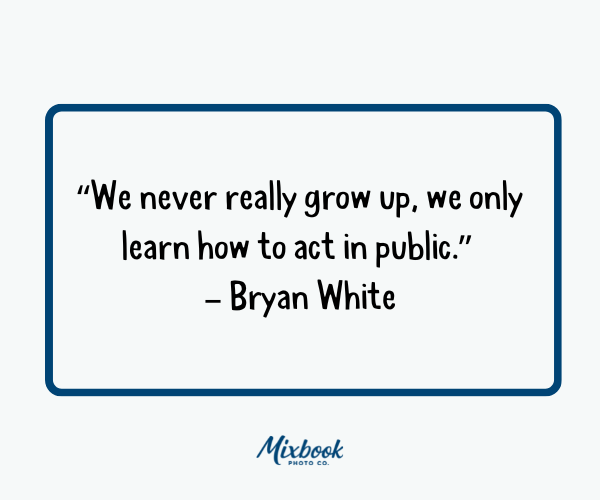 “We never really grow up, we only
learn how to act in public.”
– Bryan White
Mixbook
PHOTO CO.